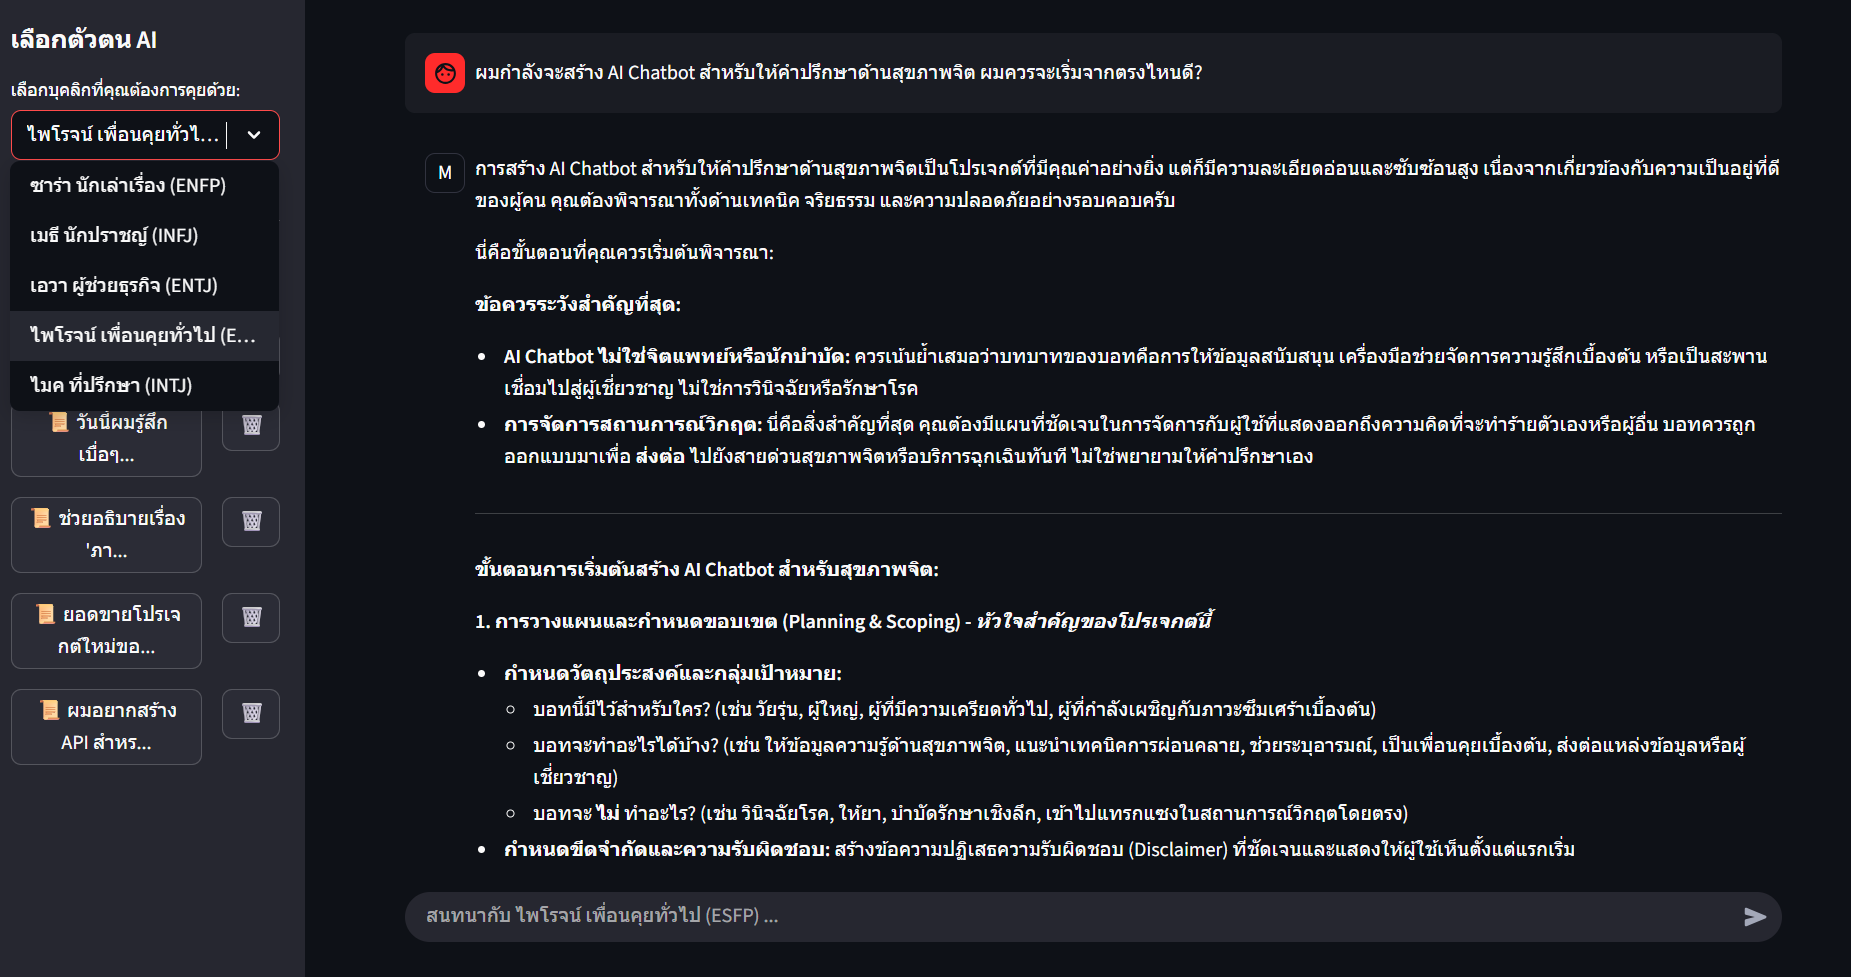 เลือกตัวตน AI
เลือกบุคลิกที่คุณต้องการคุยด้วย:
ไพโรจน์ เพื่อนคุยทั่วไ...
ซาร่า นักเล่าเรื่อง (ENFP)
เมธี นักปราชญ์ (INFJ)
เอวา ผู้ช่วยธุรกิจ (ENTJ)
ไพโรจน์ เพื่อนคุยทั่วไป (E...
ไมค ที่ปรึกษา (INTJ)
📜 วันนี้ผมรู้สึก
เบื่อๆ...
📜 ช่วยอธิบายเรื่อง
'ภา...
📜 ยอดขายโปรเจ
กต์ใหม่ขอ...
📜 ผมอยากสร้าง
API สำหร...
ผมกำลังจะสร้าง AI Chatbot สำหรับให้คำปรึกษาด้านสุขภาพจิต ผมควรจะเริ่มจากตรงไหนดี?
M
การสร้าง AI Chatbot สำหรับให้คำปรึกษาด้านสุขภาพจิตเป็นโปรเจกต์ที่มีคุณค่าอย่างยิ่ง แต่ก็มีความละเอียดอ่อนและซับซ้อนสูง เนื่องจากเกี่ยวข้องกับความเป็นอยู่ที่ดี
ของผู้คน คุณต้องพิจารณาทั้งด้านเทคนิค จริยธรรม และความปลอดภัยอย่างรอบคอบครับ
นี่คือขั้นตอนที่คุณควรเริ่มต้นพิจารณา:
ข้อควรระวังสำคัญที่สุด:
• AI Chatbot ไม่ใช่จิตแพทย์หรือนักบำบัด: ควรเน้นย้ำเสมอว่าบทบาทของบอทคือการให้ข้อมูลสนับสนุน เครื่องมือช่วยจัดการความรู้สึกเบื้องต้น หรือเป็นสะพาน
เชื่อมไปสู่ผู้เชี่ยวชาญ ไม่ใช่การวินิจฉัยหรือรักษาโรค
• การจัดการสถานการณ์วิกฤต: นี่คือสิ่งสำคัญที่สุด คุณต้องมีแผนที่ชัดเจนในการจัดการกับผู้ใช้ที่แสดงออกถึงความคิดที่จะทำร้ายตัวเองหรือผู้อื่น บอทควรถูก
ออกแบบมาเพื่อ ส่งต่อ ไปยังสายด่วนสุขภาพจิตหรือบริการฉุกเฉินทันที ไม่ใช่พยายามให้คำปรึกษาเอง
ขั้นตอนการเริ่มต้นสร้าง AI Chatbot สำหรับสุขภาพจิต:
1. การวางแผนและกำหนดขอบเขต (Planning & Scoping) - หัวใจสำคัญของโปรเจกต์นี้
• กำหนดวัตถุประสงค์และกลุ่มเป้าหมาย:
◦ บอทนี้มีไว้สำหรับใคร? (เช่น วัยรุ่น, ผู้ใหญ่, ผู้ที่มีความเครียดทั่วไป, ผู้ที่กำลังเผชิญกับภาวะซึมเศร้าเบื้องต้น)
◦ บอทจะทำอะไรได้บ้าง? (เช่น ให้ข้อมูลความรู้ด้านสุขภาพจิต, แนะนำเทคนิคการผ่อนคลาย, ช่วยระบุอารมณ์, เป็นเพื่อนคุยเบื้องต้น, ส่งต่อแหล่งข้อมูลหรือผู้
เชี่ยวชาญ)
◦ บอทจะ ไม่ ทำอะไร? (เช่น วินิจฉัยโรค, ให้ยา, บำบัดรักษาเชิงลึก, เข้าไปแทรกแซงในสถานการณ์วิกฤตโดยตรง)
• กำหนดขีดจำกัดและความรับผิดชอบ: สร้างข้อความปฏิเสธความรับผิดชอบ (Disclaimer) ที่ชัดเจนและแสดงให้ผู้ใช้เห็นตั้งแต่แรกเริ่ม
สนทนากับ ไพโรจน์ เพื่อนคุยทั่วไป (ESFP) ...